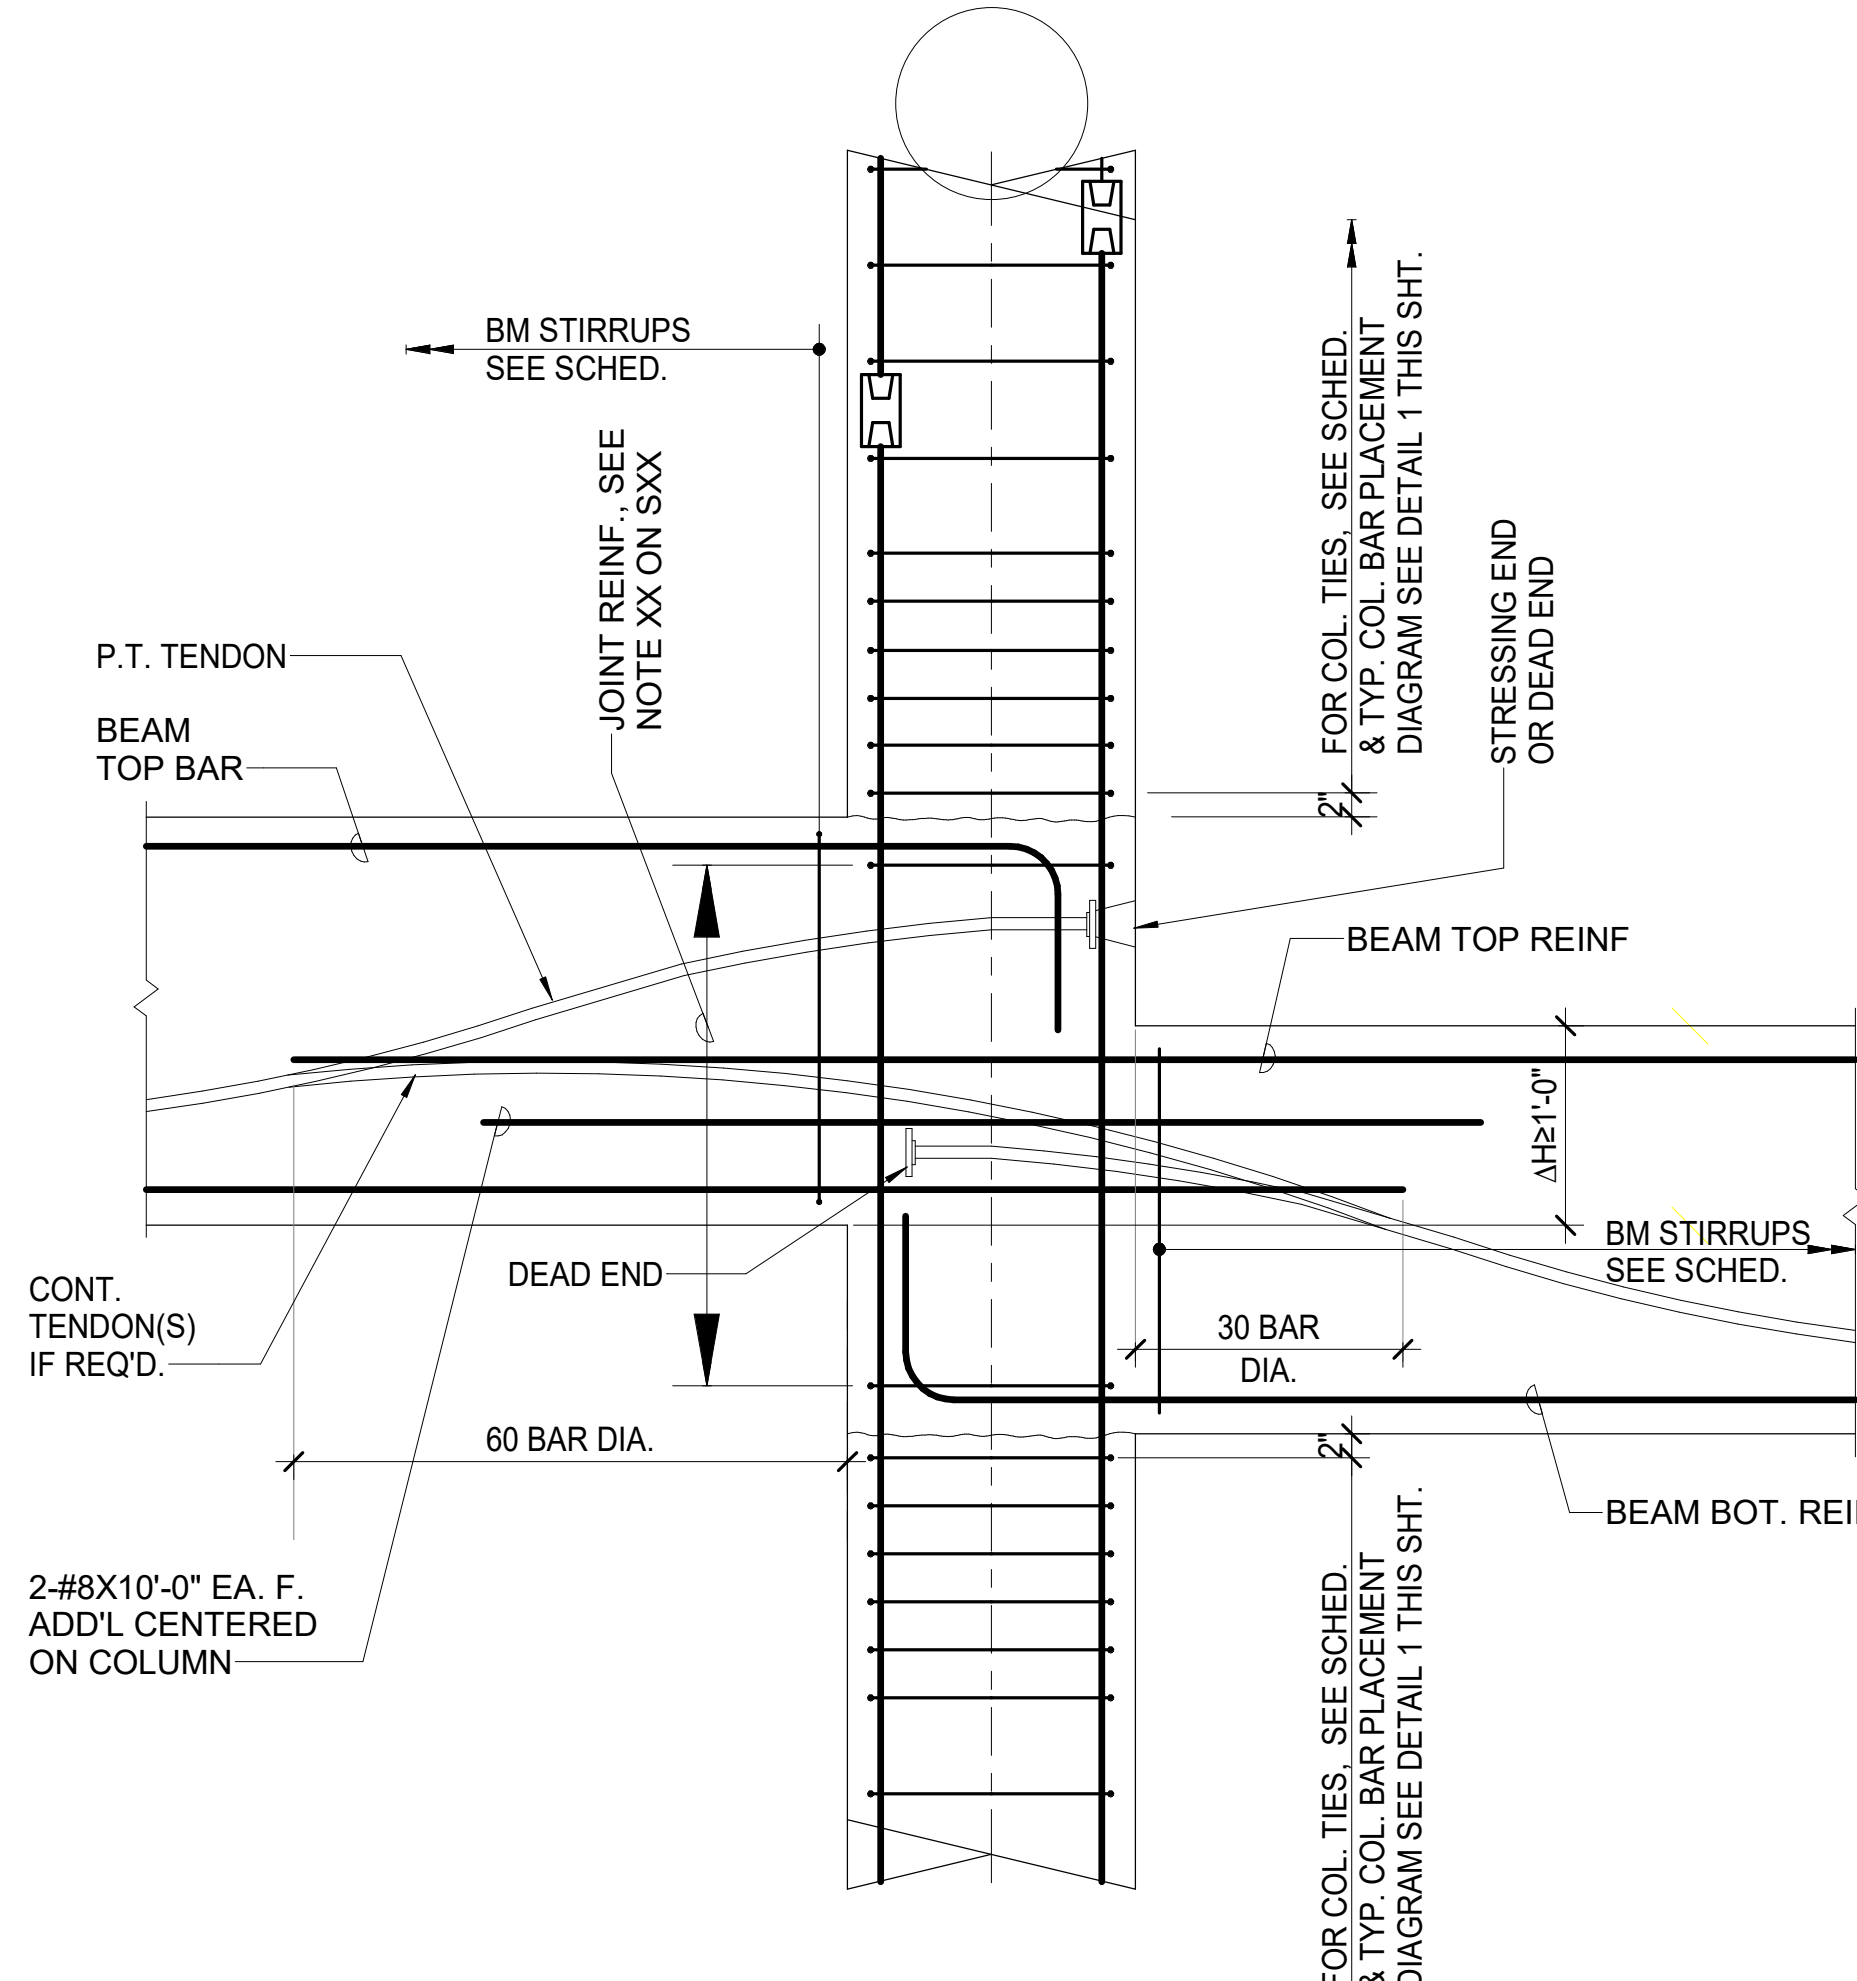 BM STIRRUPS
SEE SCHED.
JOINT REINF., SEE
NOTE XX ON SXX
FOR COL. TIES, SEE SCHED.
& TYP. COL. BAR PLACEMENT
DIAGRAM SEE DETAIL 1 THIS SHT.
STRESSING END
OR DEAD END
P.T. TENDON
BEAM
TOP BAR
2"
BEAM TOP REINF
ΔH≥1'-0"
BM STIRRUPS
SEE SCHED.
DEAD END
CONT.
TENDON(S)
IF REQ'D.
30 BAR
DIA.
60 BAR DIA.
2"
BEAM BOT. REI
2-#8X10'-0" EA. F.
ADD'L CENTERED
ON COLUMN
FOR COL. TIES, SEE SCHED.
& TYP. COL. BAR PLACEMENT
DIAGRAM SEE DETAIL 1 THIS SHT.